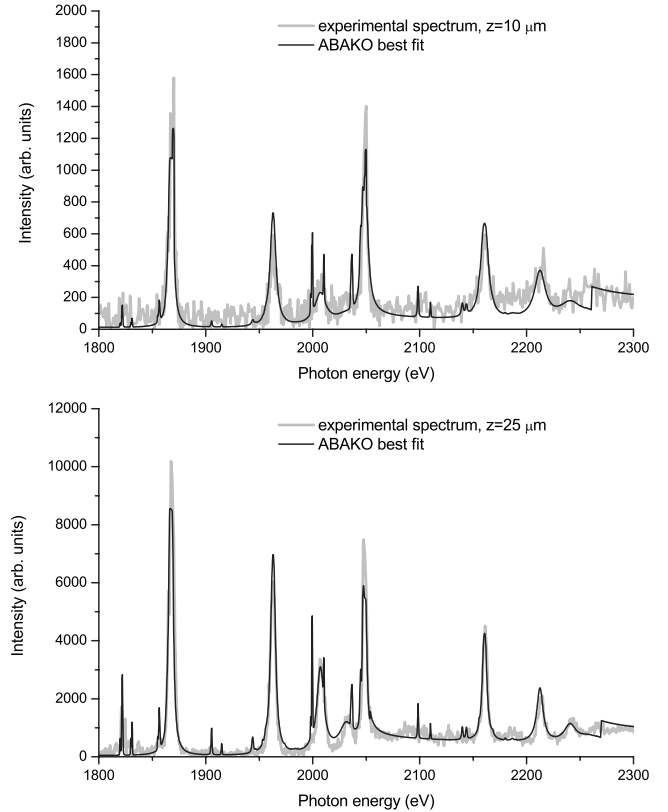 2000
1800
1600
1400
1200
1000
800
600
400
200
0
Intensity (arb. units)
experimental spectrum, z=10 μm
ABAKO best fit
1800 1900 2000 2100 2200 2300
Photon energy (eV)
12000
10000
8000
6000
4000
2000
0
Intensity (arb. units)
experimental spectrum, z=25 μm
ABAKO best fit
1800 1900 2000 2100 2200 2300
Photon energy (eV)